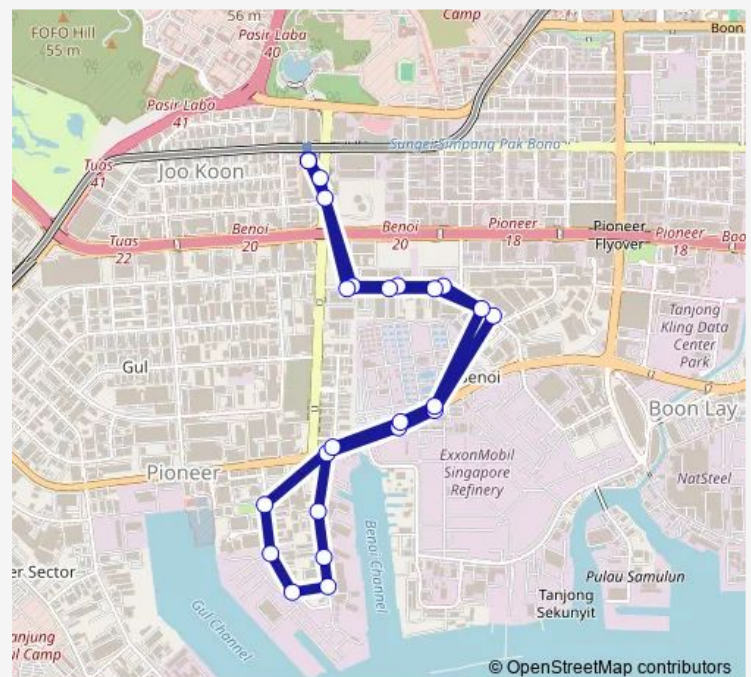 56 m
Camp
FOFO Hill
55 m
Pasir Laba
40
Boon
Pasir Laba
41
Sungei Simpang Pak Bono
Tuas
41
Joo Koon
Tuas
22
Benoi
20
Benoi
20
Pioneer
18
Pioneer
Flyover
Pioneer
18
Boo
Tanjong
Kling Data
Center
Park
Gul
Benoi
Boon Lay
Pioneer
ExxonMobil
Singapore
Refinery
NatSteel
Benoi Channel
er Sector
Pulau Samulun
Gul Channel
Tanjong
Sekunyit
anjung
ul Camp
© OpenStreetMap contributors